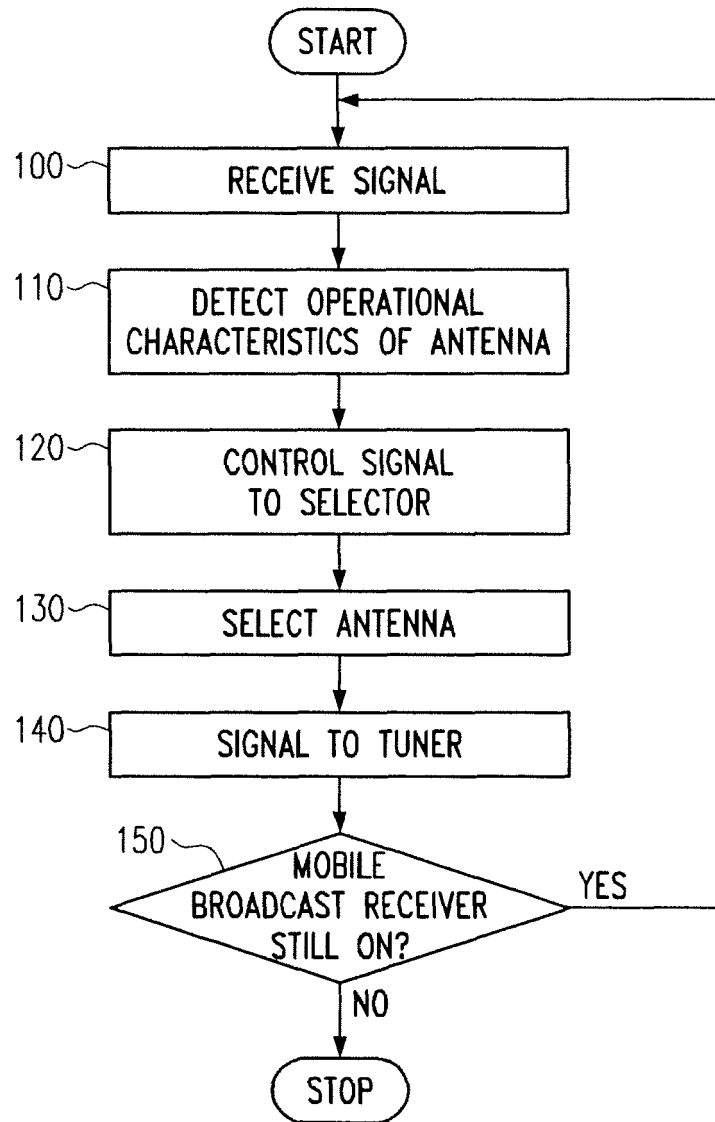 START
100
RECEIVE SIGNAL
110
DETECT OPERATIONAL
CHARACTERISTICS OF ANTENNA
120
CONTROL SIGNAL
TO SELECTOR
130
SELECT ANTENNA
140
SIGNAL TO TUNER
150
MOBILE
BROADCAST RECEIVER
STILL ON?
YES
NO
STOP